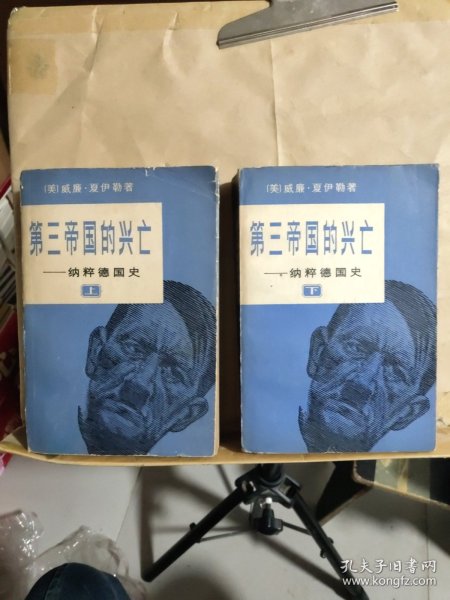 (美)威廉·夏伊勒著
第三帝国的兴亡
——纳粹德国史
上
(美)威廉·夏伊勒著
第三帝国的兴亡
——纳粹德国史
下
孔夫子旧书网
www.kongfz.com